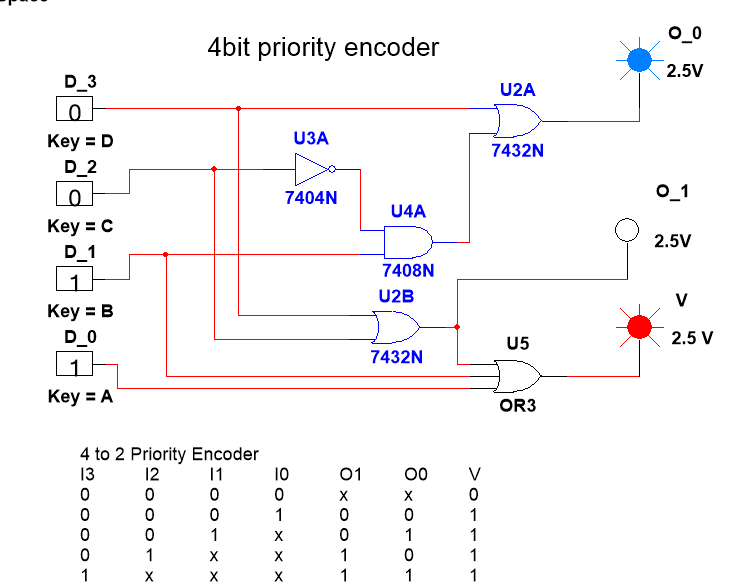 4bit priority encoder
O_0
2.5V
D_3
0
Key = D
U2A
7432N
U3A
7404N
D_2
0
Key = C
O_1
2.5V
U4A
7408N
D_1
1
Key = B
U2B
7432N
V
2.5 V
D_0
1
Key = A
U5
OR3
4 to 2 Priority Encoder
I3 I2 I1 I0 O1 O0 V
0 0 0 0 x x 0
0 0 0 1 0 0 1
0 0 1 x 0 1 1
0 1 x x 1 0 1
1 x x x 1 1 1